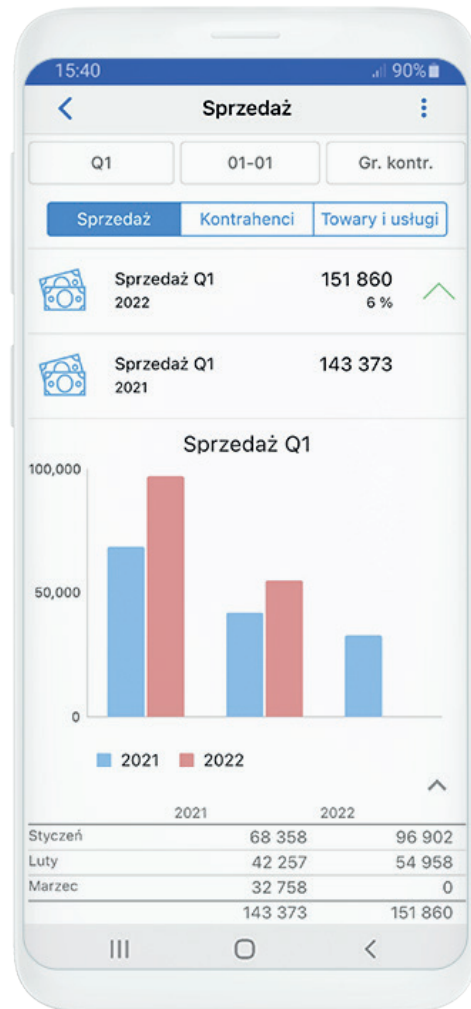 15:40 90%
Sprzedaż
Q1 01-01 Gr. kontr.
Sprzedaż Kontrahenci Towary i usługi
Sprzedaż Q1 151 860
2022 6 %
Sprzedaż Q1 143 373
2021
Sprzedaż Q1
100,000
50,000
0
2021 2022
2021 2022
Styczeń 68 358 96 902
Luty 42 257 54 958
Marzec 32 758 0
143 373 151 860